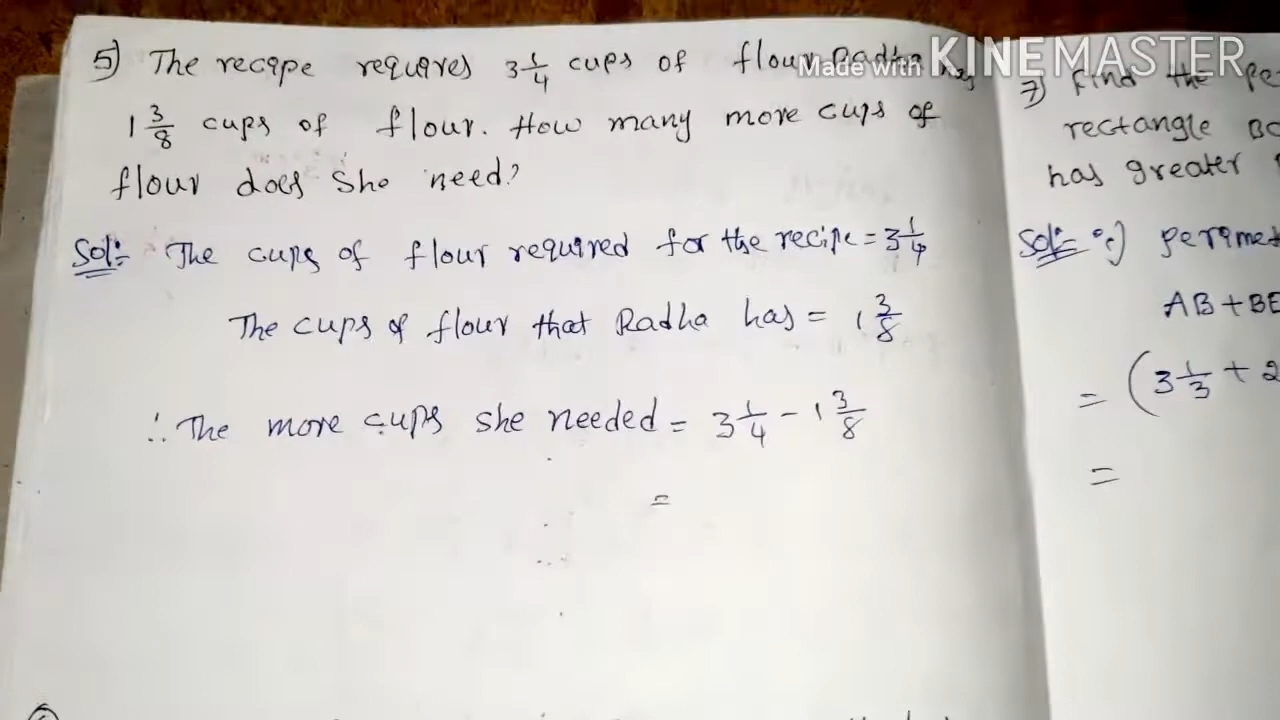 5) The recipe requires 3 1/4 cups of flour. Radha has
1 3/8 cups of flour. How many more cups of
flour does She need?
Sol:- The cups of flour required for the recipe = 3 1/4
The cups of flour that Radha has = 1 3/8
∴ The more cups she needed = 3 1/4 - 1 3/8
=
Made with KINEMASTER
7) Find the
rectangle
has greater
Sol:- i)
AB + BE
= (3 1/3 + 2
=